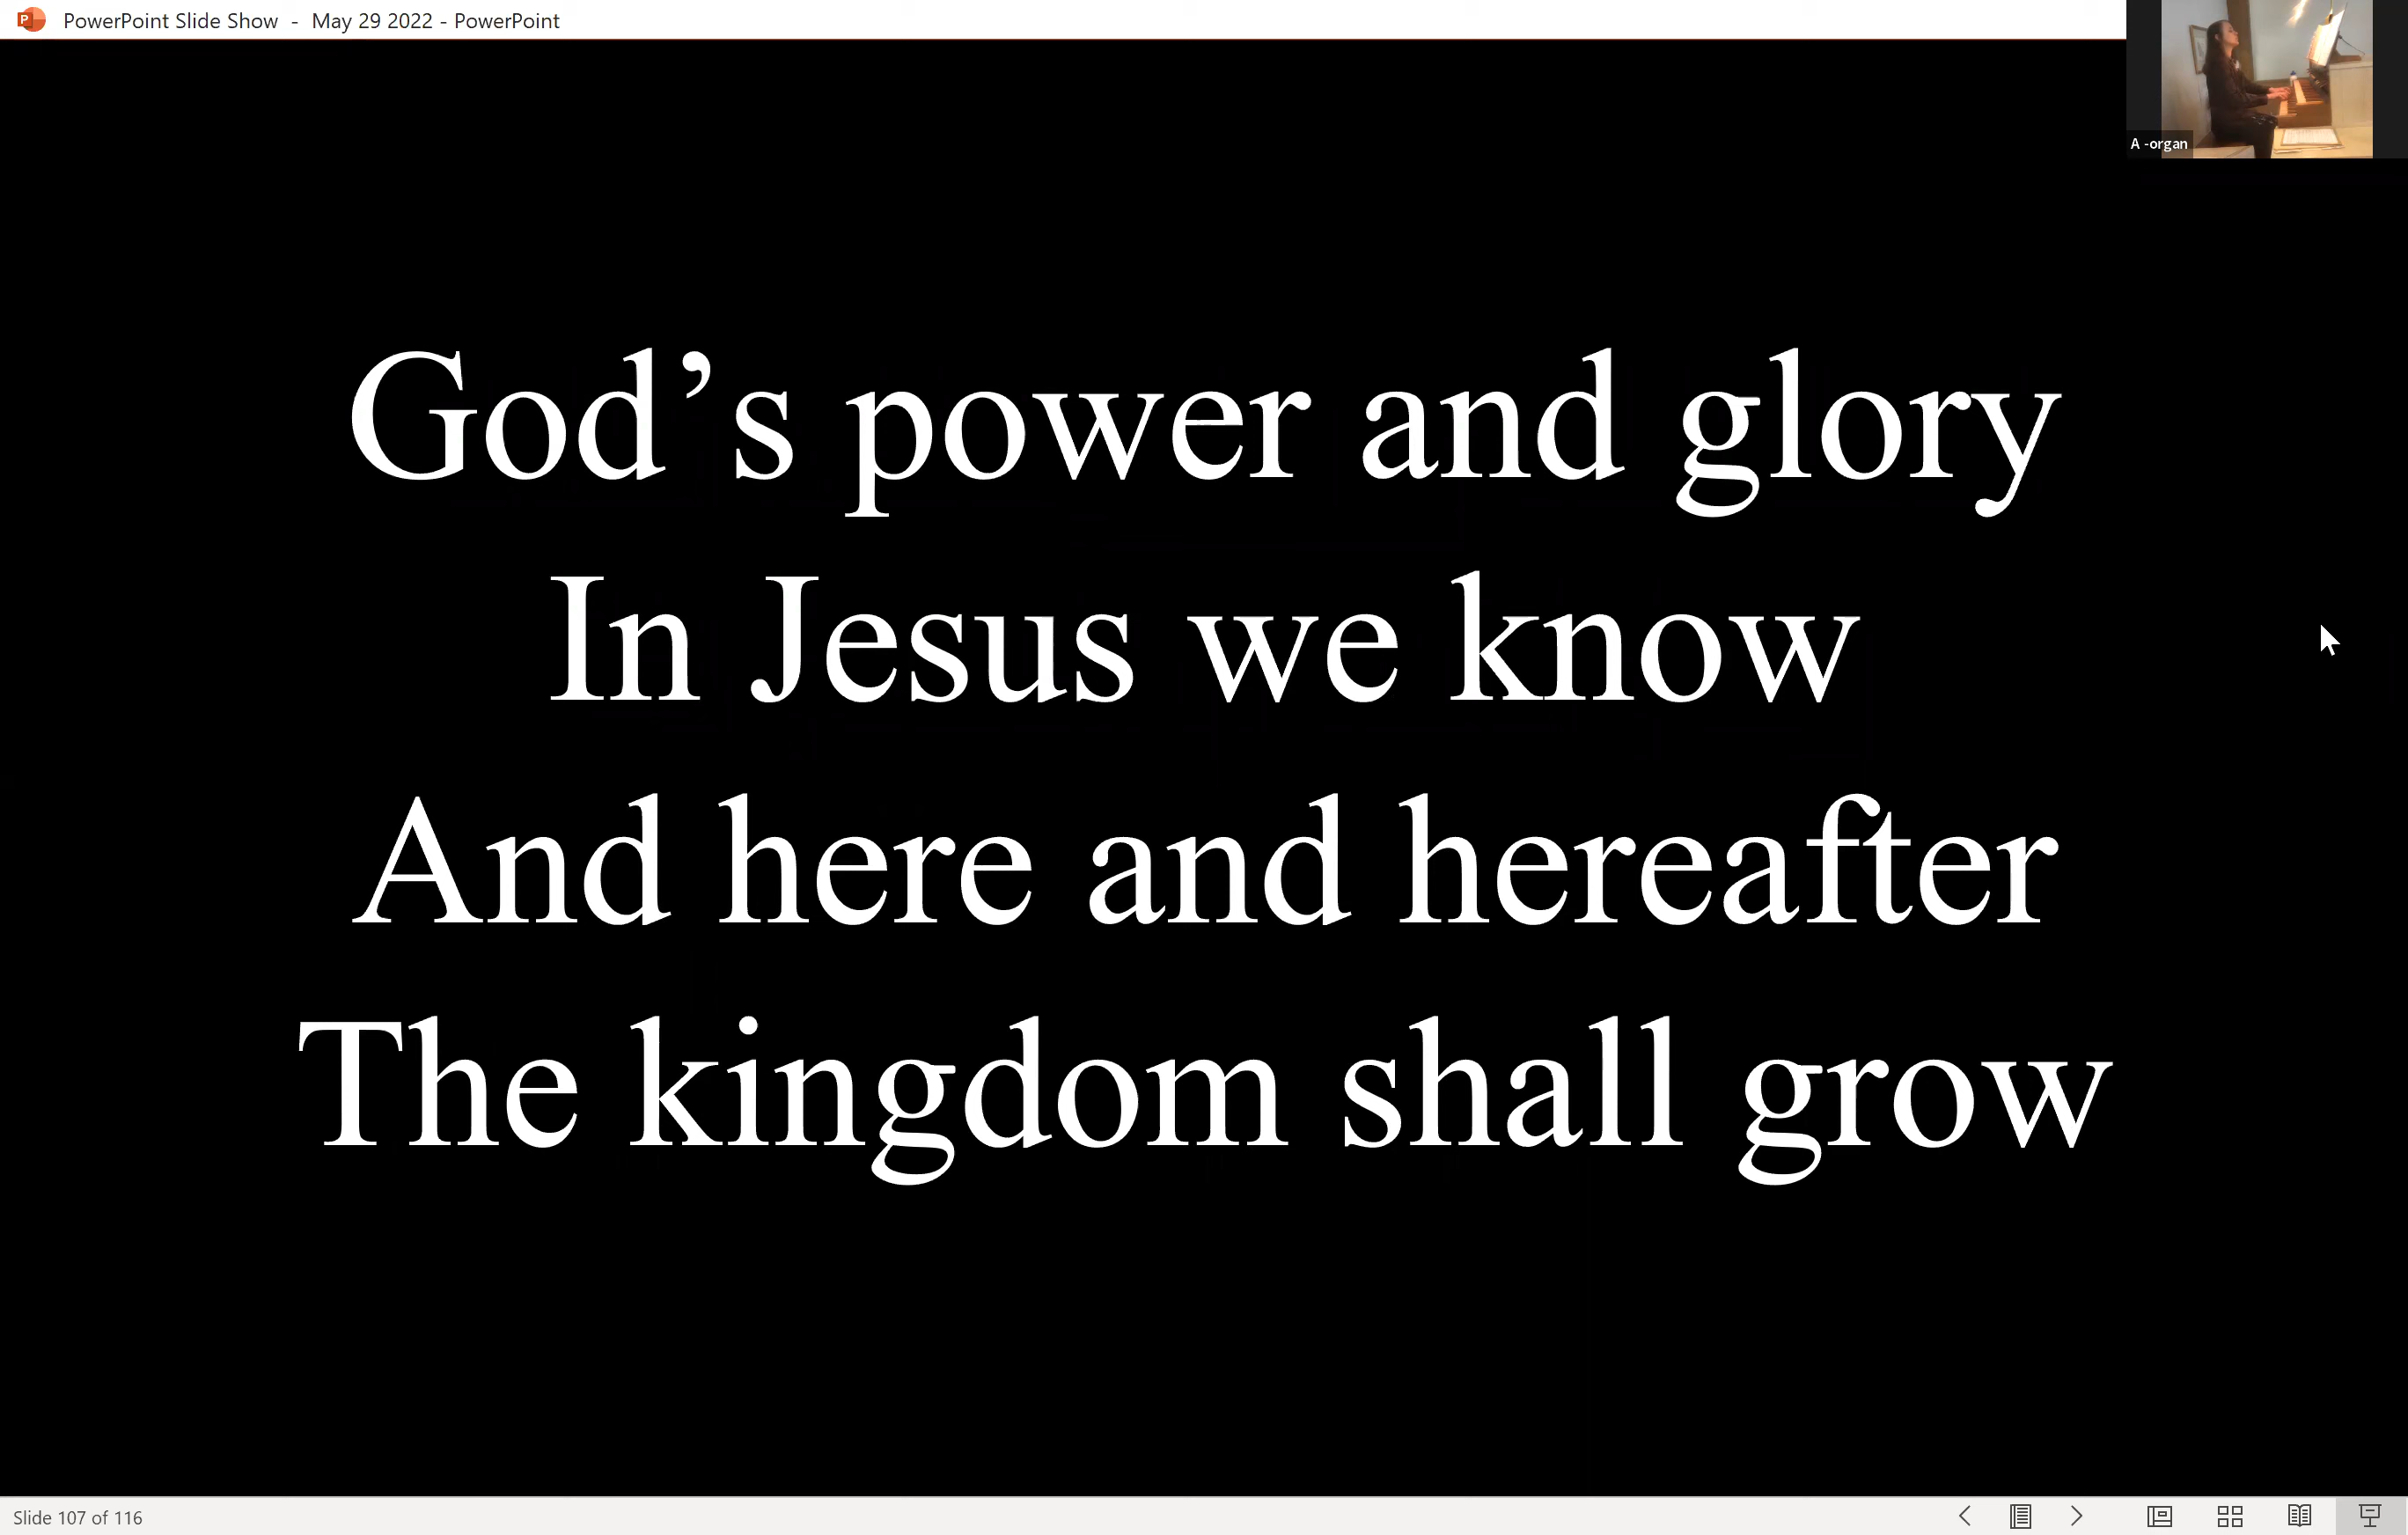 PowerPoint Slide Show - May 29 2022 - PowerPoint
A -organ
God’s power and glory
In Jesus we know
And here and hereafter
The kingdom shall grow
Slide 107 of 116